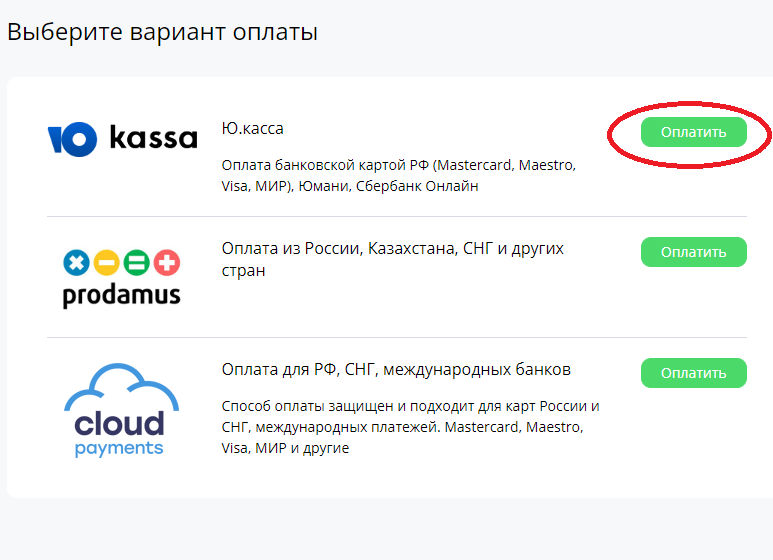 Выберите вариант оплаты
Ю kassa
Ю.касса
Оплатить
Оплата банковской картой РФ (Mastercard, Maestro,
Visa, МИР), Юмани, Сбербанк Онлайн
prodamus
Оплата из России, Казахстана, СНГ и других
стран
Оплатить
cloud
payments
Оплата для РФ, СНГ, международных банков
Оплатить
Способ оплаты защищен и подходит для карт России и
СНГ, международных платежей. Mastercard, Maestro,
Visa, МИР и другие